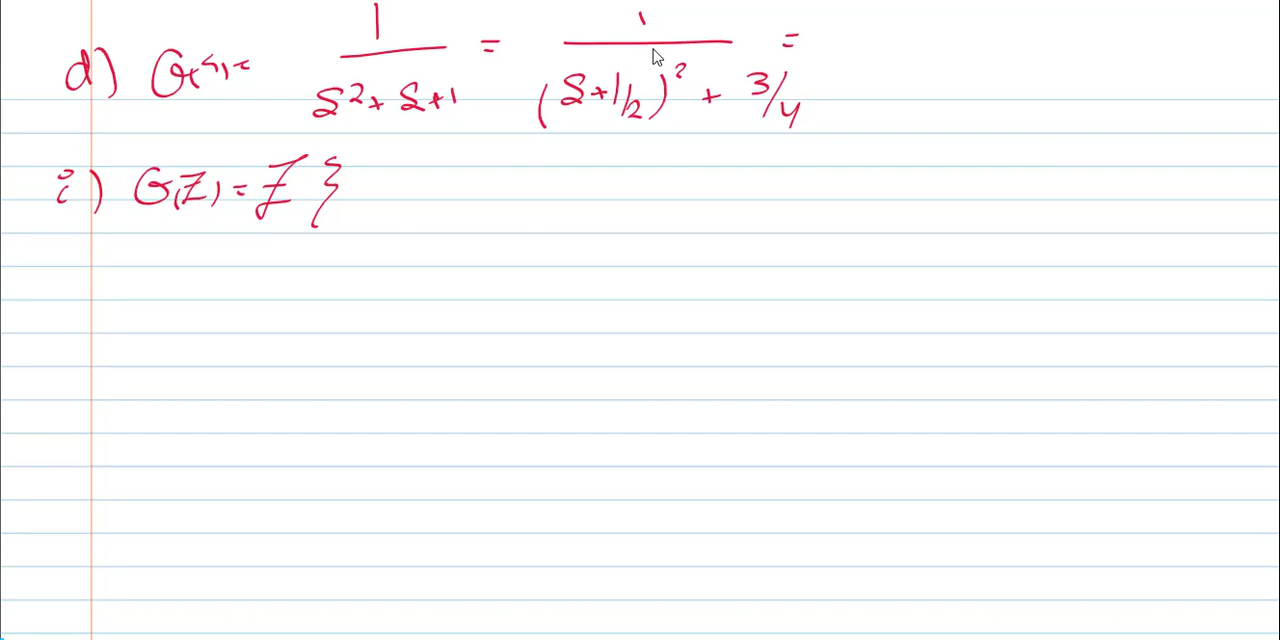 d) G(s) = 1/(s²+s+1) = 1/((s+1/2)² + 3/4) =
i) G(z) = Z {